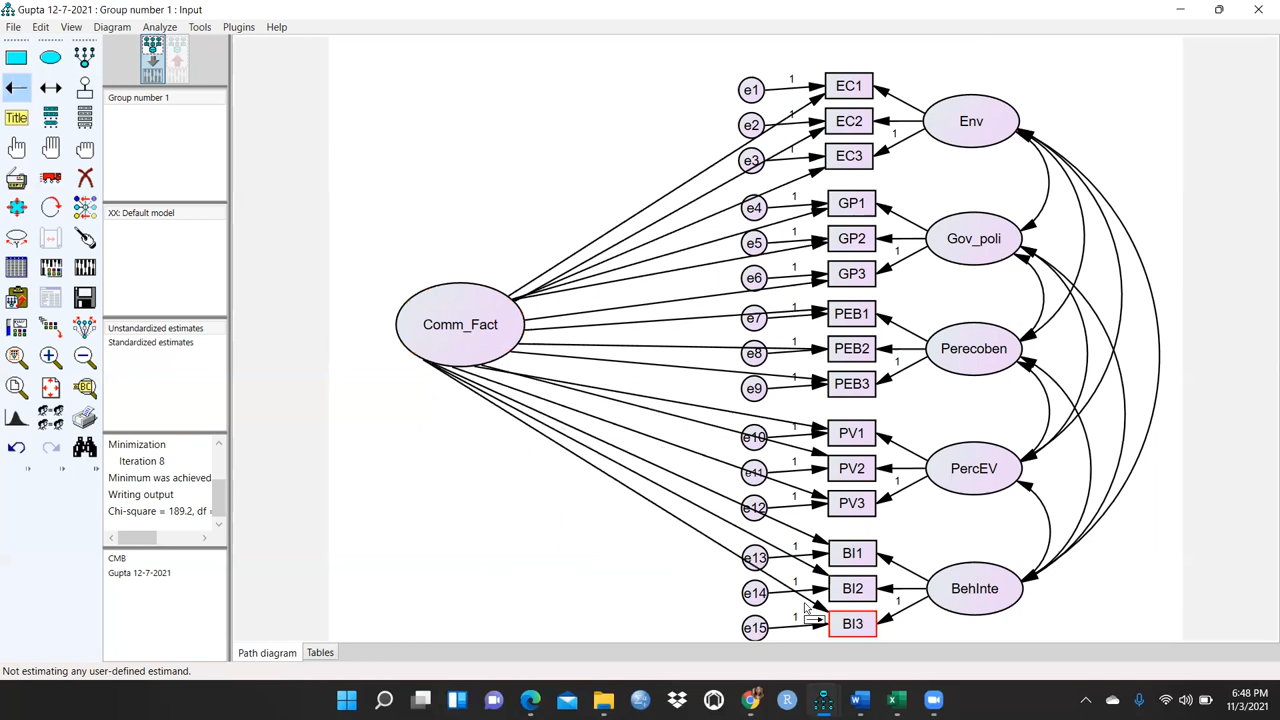 Gupta 12-7-2021 : Group number 1 : Input
File Edit View Diagram Analyze Tools Plugins Help
Title
Group number 1
XX: Default model
Unstandardized estimates
Standardized estimates
Minimization
Iteration 8
Minimum was achieved
Writing output
Chi-square = 189.2, df =
CMB
Gupta 12-7-2021
Comm_Fact
e1 1 EC1
e2 1 EC2
e3 1 EC3
1 Env
e4 1 GP1
e5 1 GP2
e6 1 GP3
1 Gov_poli
e7 1 PEB1
e8 1 PEB2
e9 1 PEB3
1 Perecoben
e10 1 PV1
e11 1 PV2
e12 1 PV3
1 PercEV
e13 1 BI1
e14 1 BI2
e15 1 BI3
1 BehInte
Path diagram Tables
Not estimating any user-defined estimand.
6:48 PM
11/3/2021